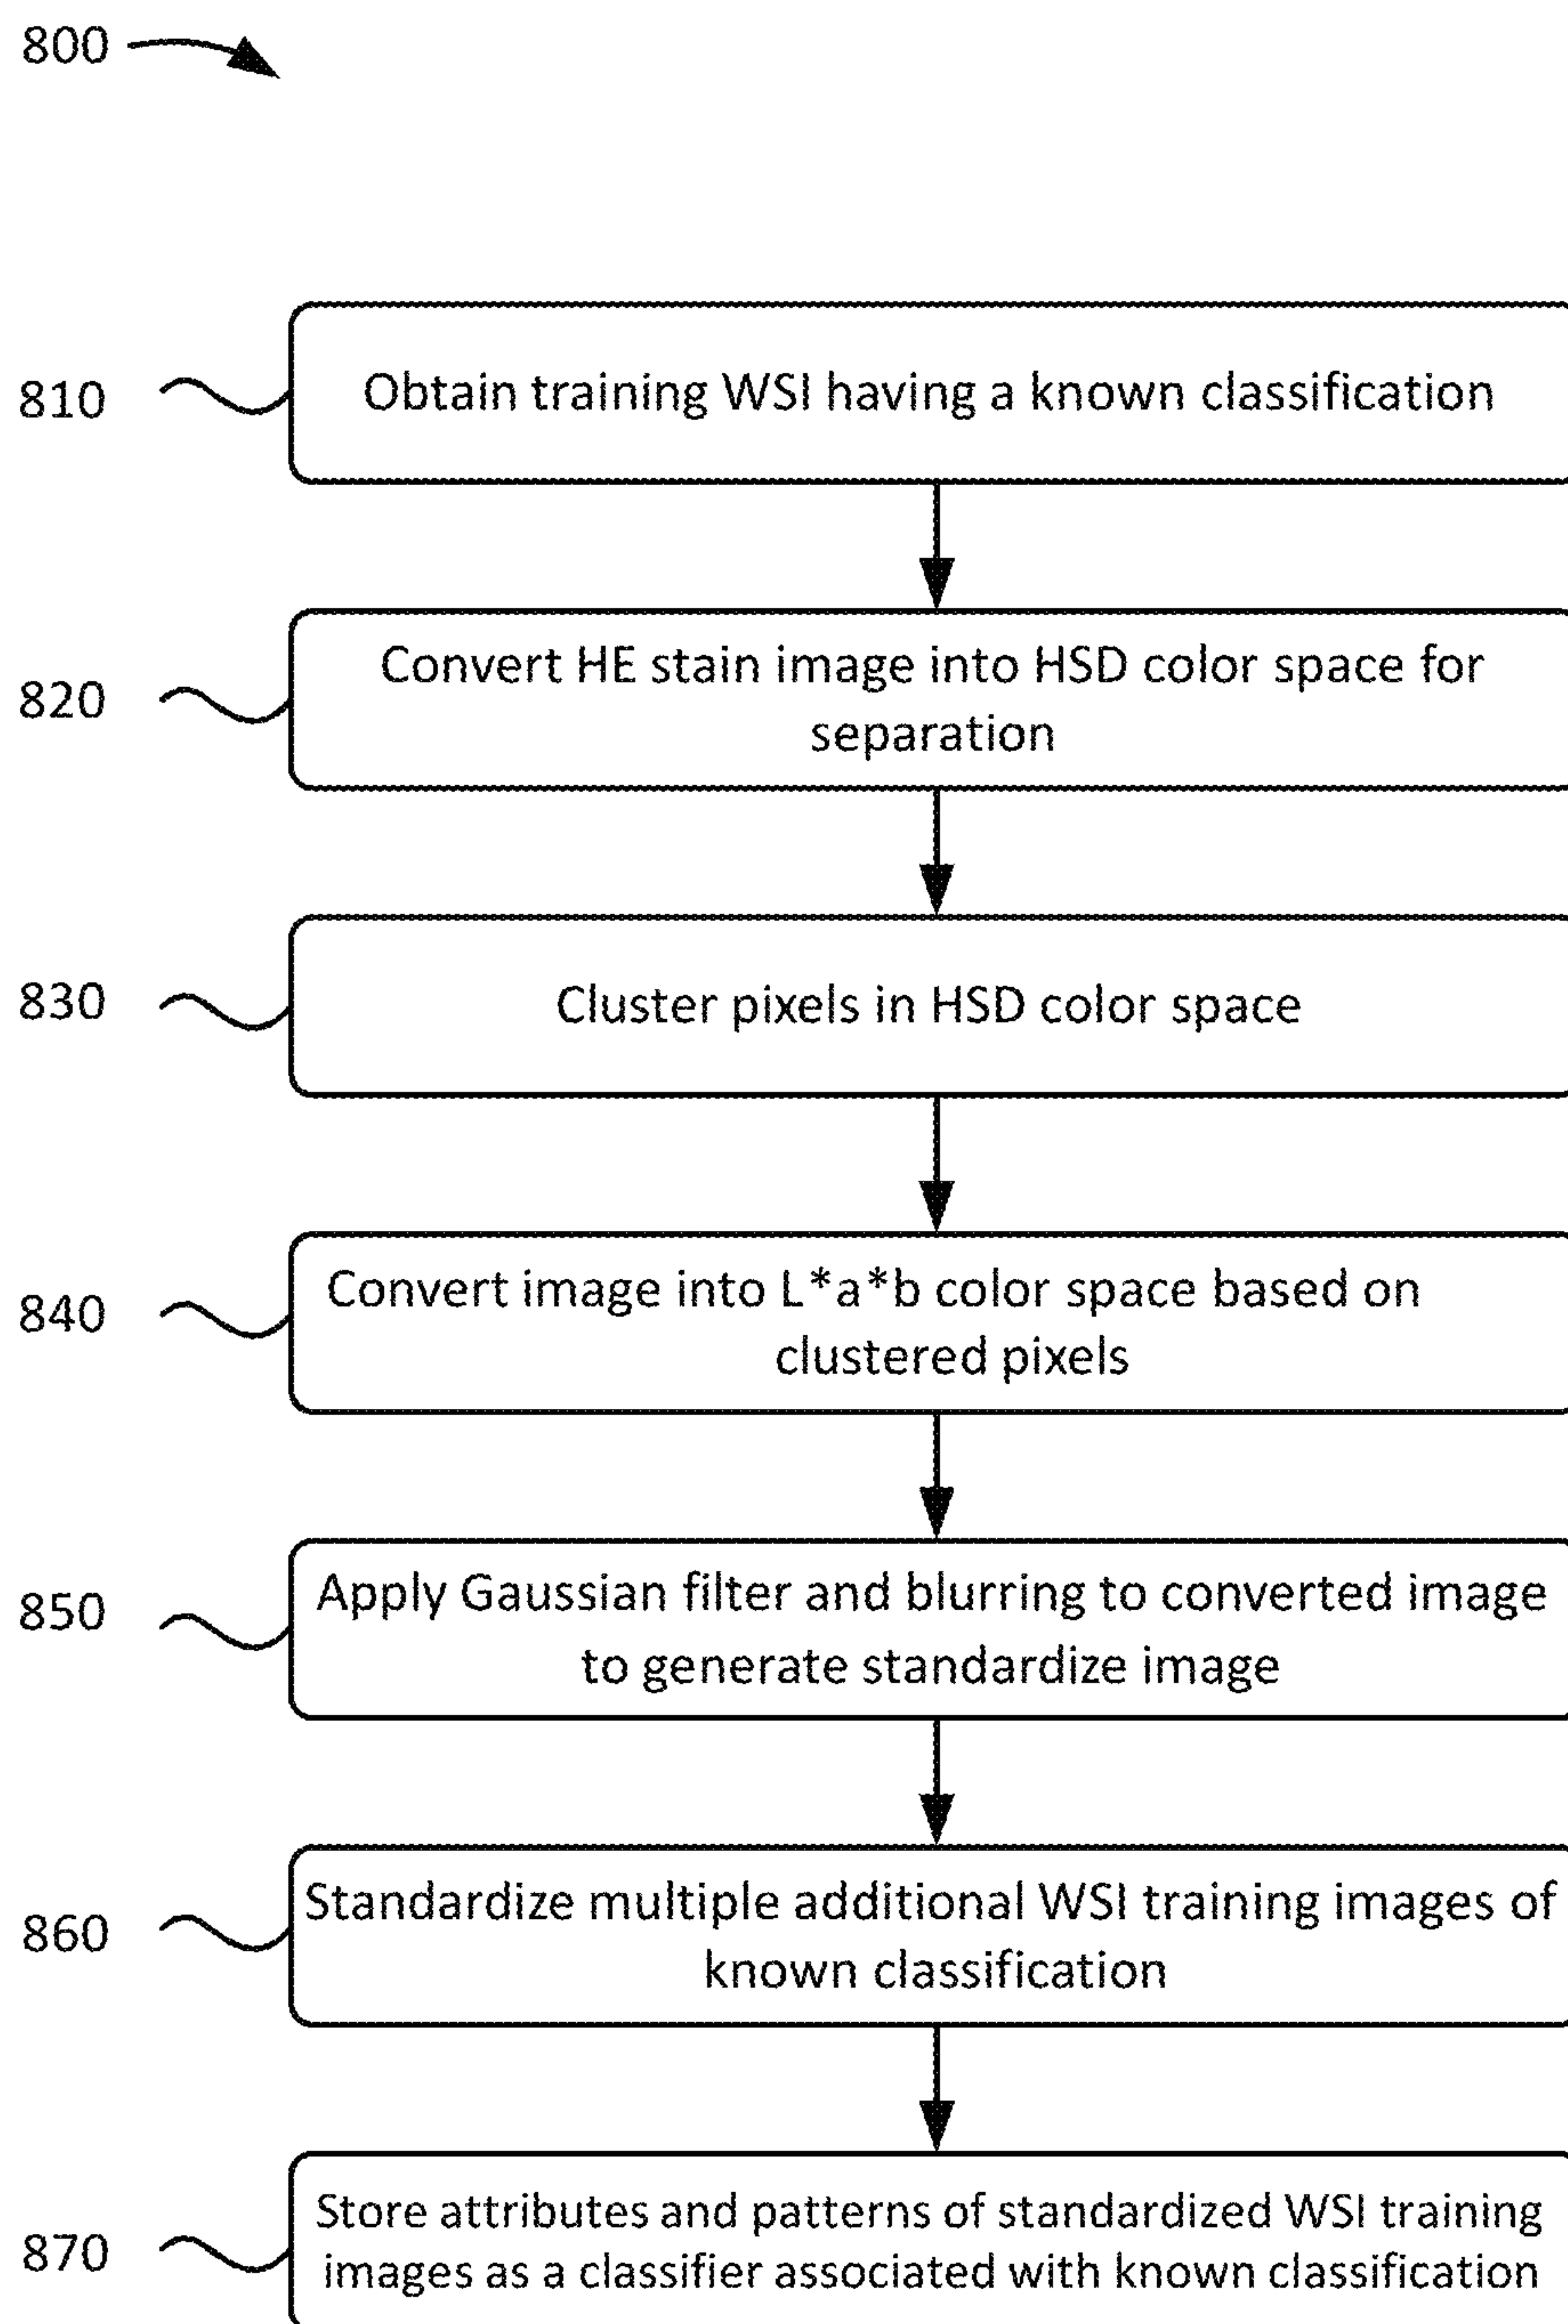 800
810
Obtain training WSI having a known classification
820
Convert HE stain image into HSD color space for
separation
830
Cluster pixels in HSD color space
840
Convert image into L*a*b color space based on
clustered pixels
850
Apply Gaussian filter and blurring to converted image
to generate standardize image
860
Standardize multiple additional WSI training images of
known classification
870
Store attributes and patterns of standardized WSI training
images as a classifier associated with known classification